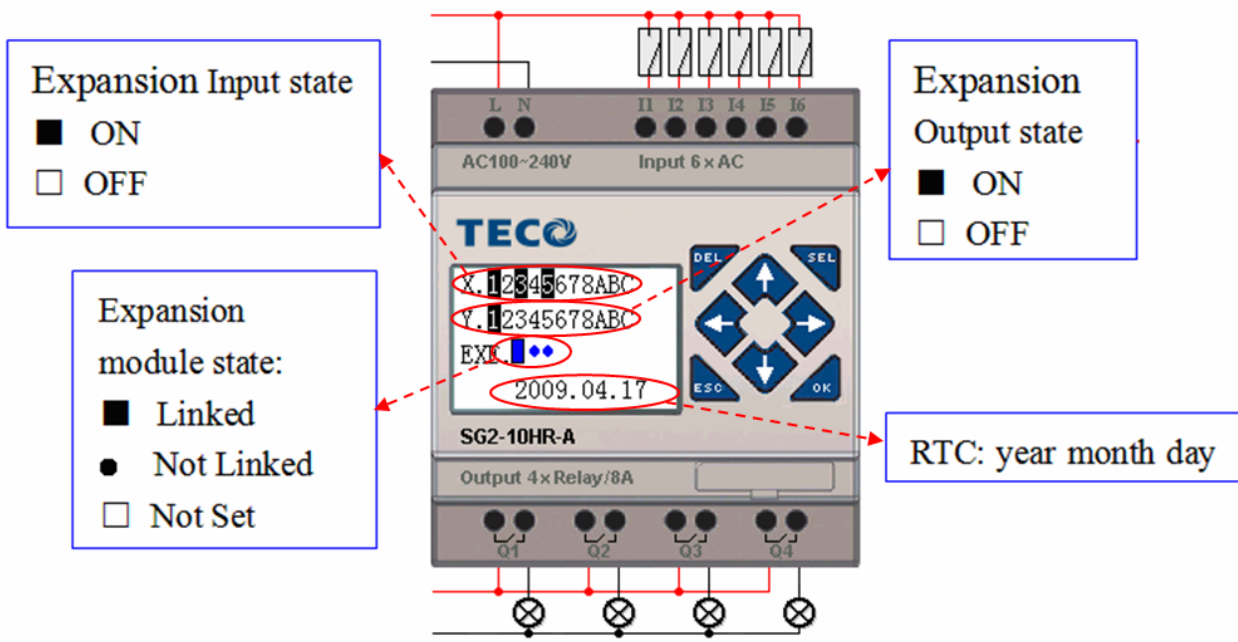 Expansion Input state
■ ON
□ OFF
Expansion
module state:
■ Linked
● Not Linked
□ Not Set
L N I1 I2 I3 I4 I5 I6
AC100~240V Input 6×AC
TECO
X.12345678ABC
Y.12345678ABC
EXE.■●●
2009.04.17
DEL SEL
ESC OK
SG2-10HR-A
Output 4×Relay/8A
Q1 Q2 Q3 Q4
Expansion
Output state
■ ON
□ OFF
RTC: year month day